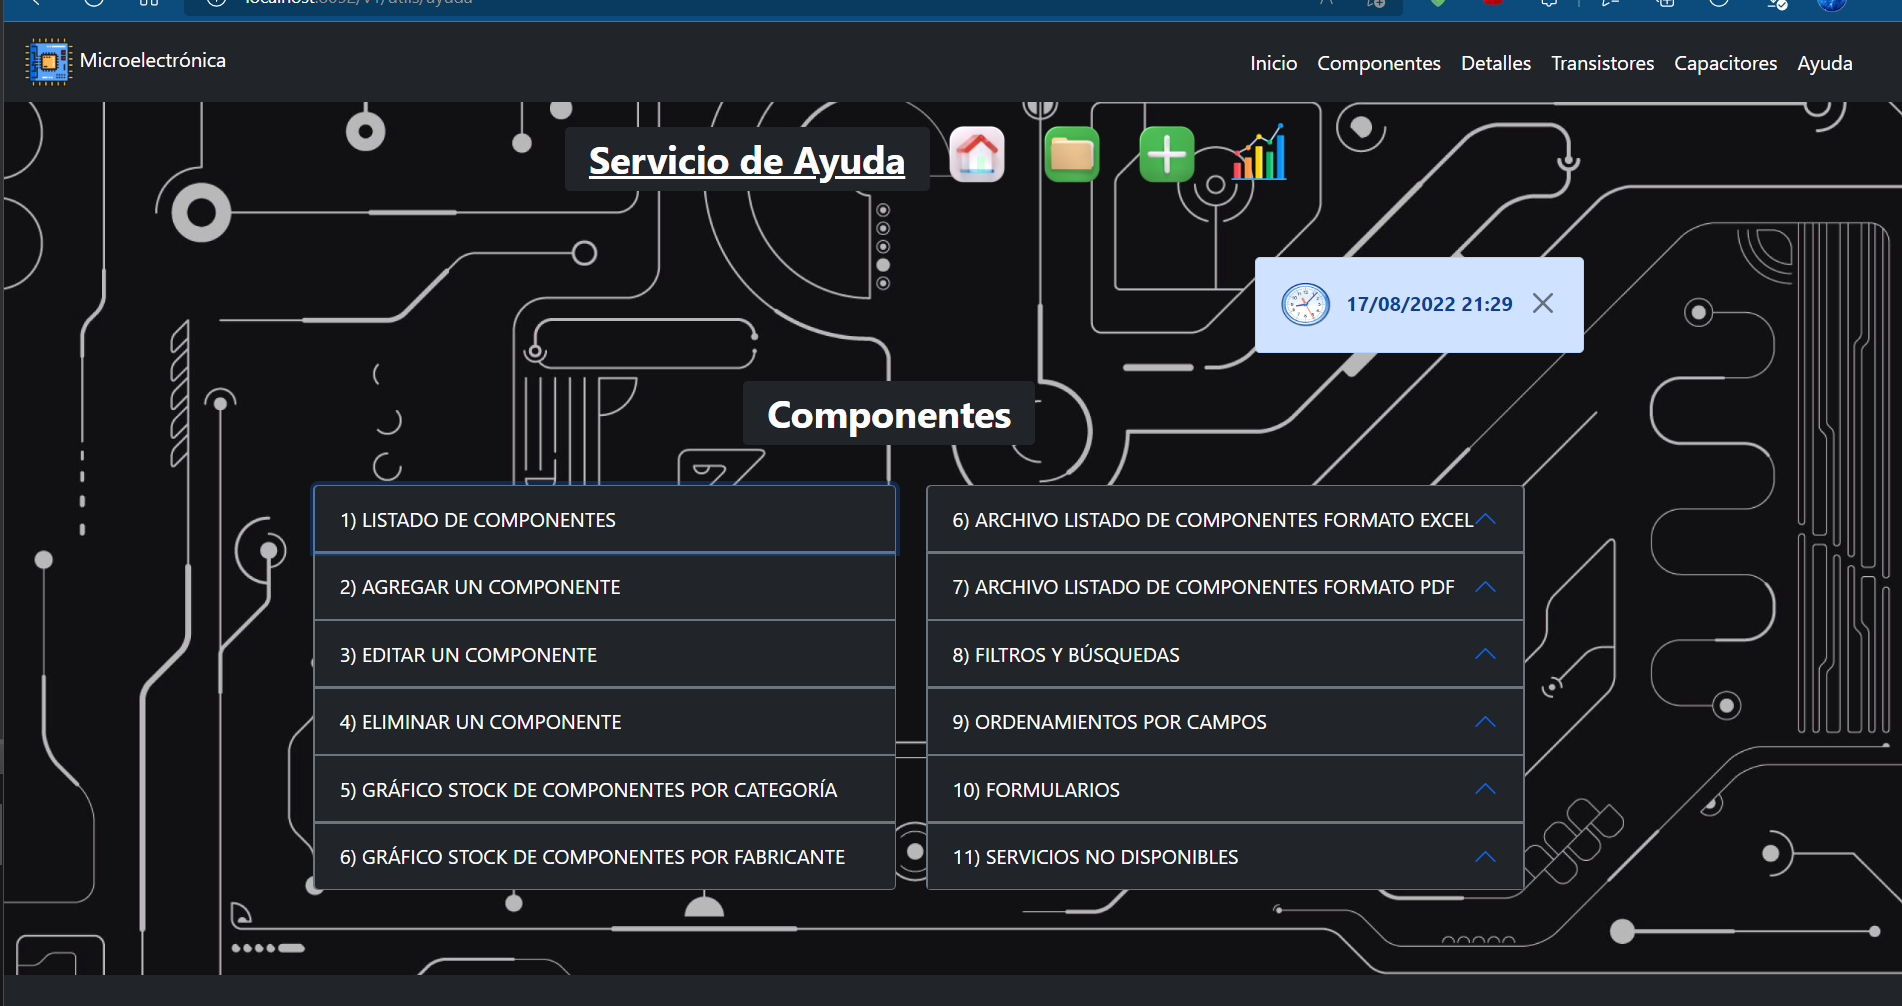 Microelectrónica
Inicio Componentes Detalles Transistores Capacitores Ayuda
Servicio de Ayuda
17/08/2022 21:29
Componentes
1) LISTADO DE COMPONENTES
2) AGREGAR UN COMPONENTE
3) EDITAR UN COMPONENTE
4) ELIMINAR UN COMPONENTE
5) GRÁFICO STOCK DE COMPONENTES POR CATEGORÍA
6) GRÁFICO STOCK DE COMPONENTES POR FABRICANTE
6) ARCHIVO LISTADO DE COMPONENTES FORMATO EXCEL
7) ARCHIVO LISTADO DE COMPONENTES FORMATO PDF
8) FILTROS Y BÚSQUEDAS
9) ORDENAMIENTOS POR CAMPOS
10) FORMULARIOS
11) SERVICIOS NO DISPONIBLES